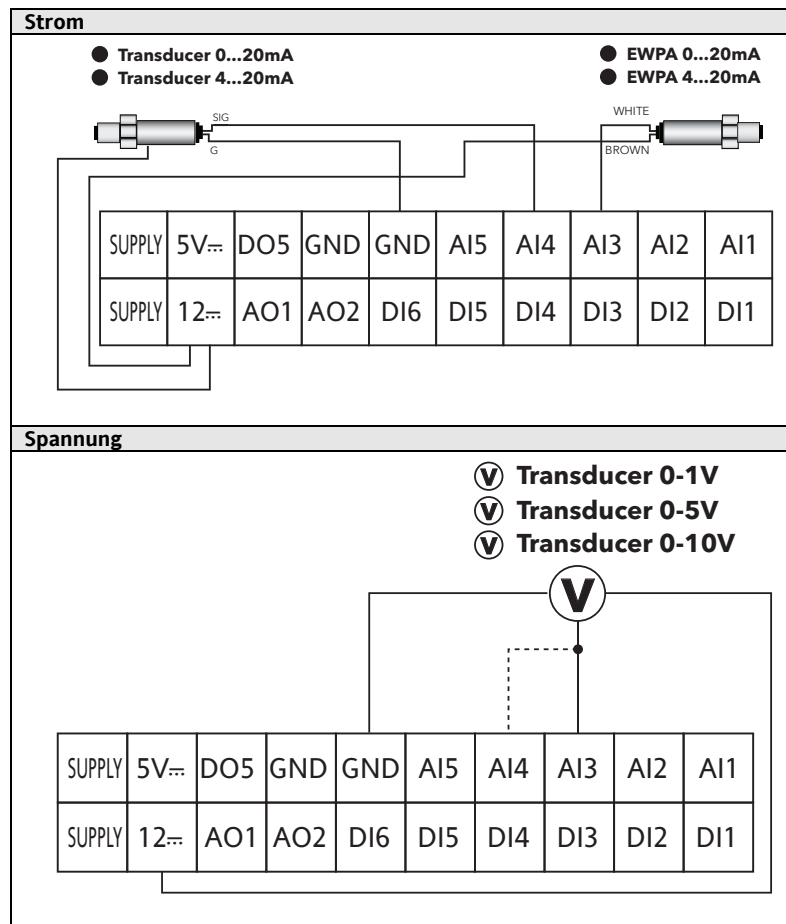 Strom
Transducer 0...20mA
Transducer 4...20mA
EWPA 0...20mA
EWPA 4...20mA
SIG
G
WHITE
BROWN
SUPPLY 5V⎓ DO5 GND GND AI5 AI4 AI3 AI2 AI1
SUPPLY 12⎓ AO1 AO2 DI6 DI5 DI4 DI3 DI2 DI1
Spannung
V Transducer 0-1V
V Transducer 0-5V
V Transducer 0-10V
V
SUPPLY 5V⎓ DO5 GND GND AI5 AI4 AI3 AI2 AI1
SUPPLY 12⎓ AO1 AO2 DI6 DI5 DI4 DI3 DI2 DI1